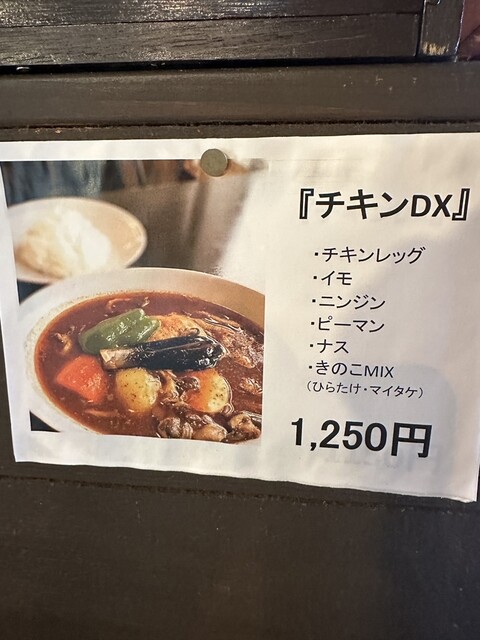 『チキンDX』
・チキンレッグ
・イモ
・ニンジン
・ピーマン
・ナス
・きのこMIX
(ひらたけ・マイタケ)
1,250円